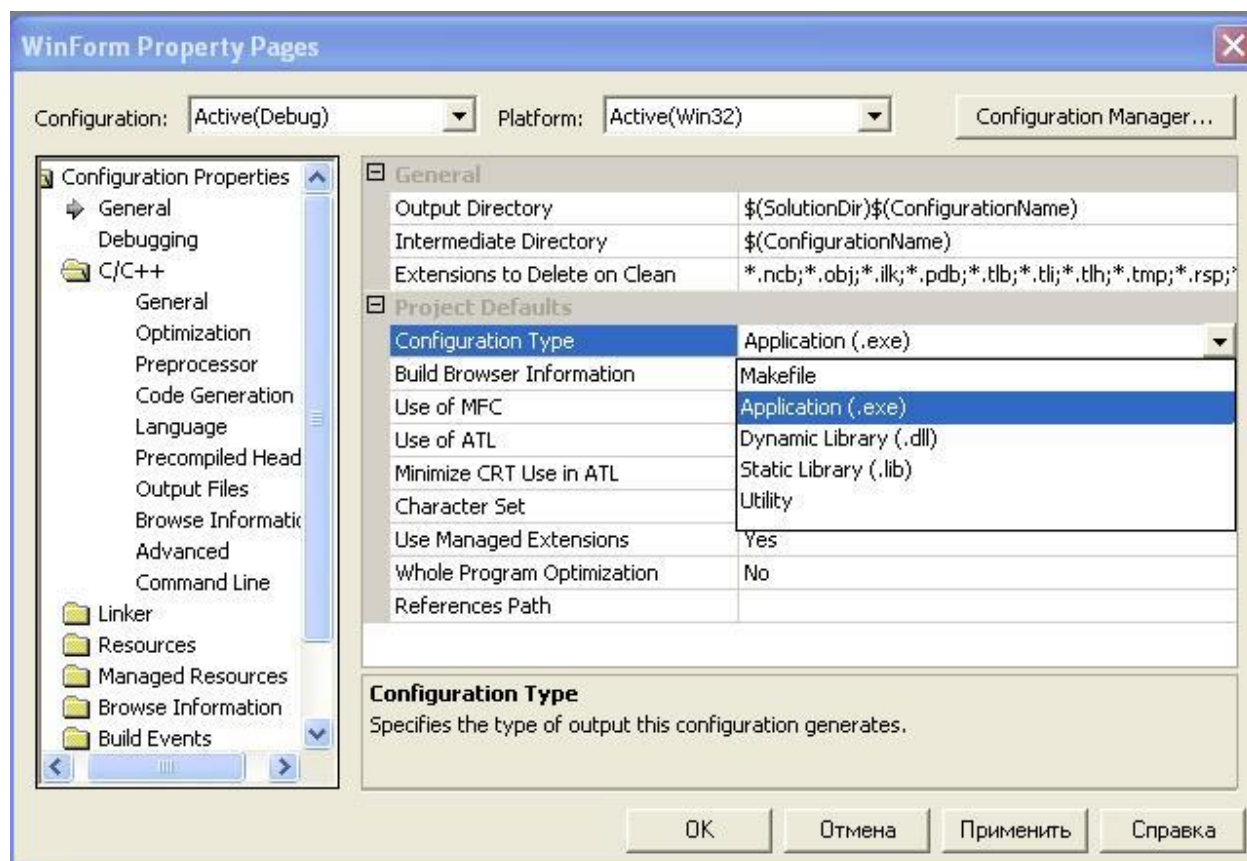 WinForm Property Pages
Configuration: Active(Debug) Platform: Active(Win32) Configuration Manager...
Configuration Properties
General
Debugging
C/C++
General
Optimization
Preprocessor
Code Generation
Language
Precompiled Head
Output Files
Browse Informatic
Advanced
Command Line
Linker
Resources
Managed Resources
Browse Information
Build Events
General
Output Directory $(SolutionDir)$(ConfigurationName)
Intermediate Directory $(ConfigurationName)
Extensions to Delete on Clean *.ncb;*.obj;*.ilk;*.pdb;*.tlb;*.tli;*.tlh;*.tmp;*.rsp;*
Project Defaults
Configuration Type Application (.exe)
Build Browser Information
Use of MFC
Use of ATL
Minimize CRT Use in ATL
Character Set
Makefile
Application (.exe)
Dynamic Library (.dll)
Static Library (.lib)
Utility
Use Managed Extensions Yes
Whole Program Optimization No
References Path
Configuration Type
Specifies the type of output this configuration generates.
OK Отмена Применить Справка